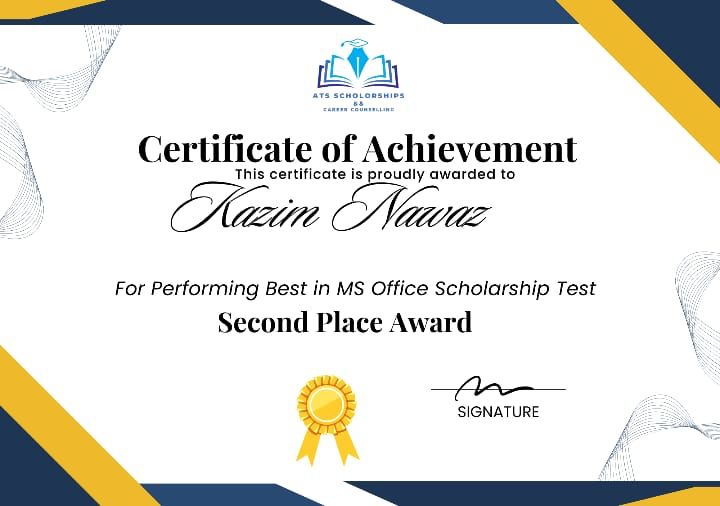 ATS SCHOLORSHIPS
&&
CAREER COUNSELLING
Certificate of Achievement
This certificate is proudly awarded to
Kazim Nawaz
For Performing Best in MS Office Scholarship Test
Second Place Award
SIGNATURE